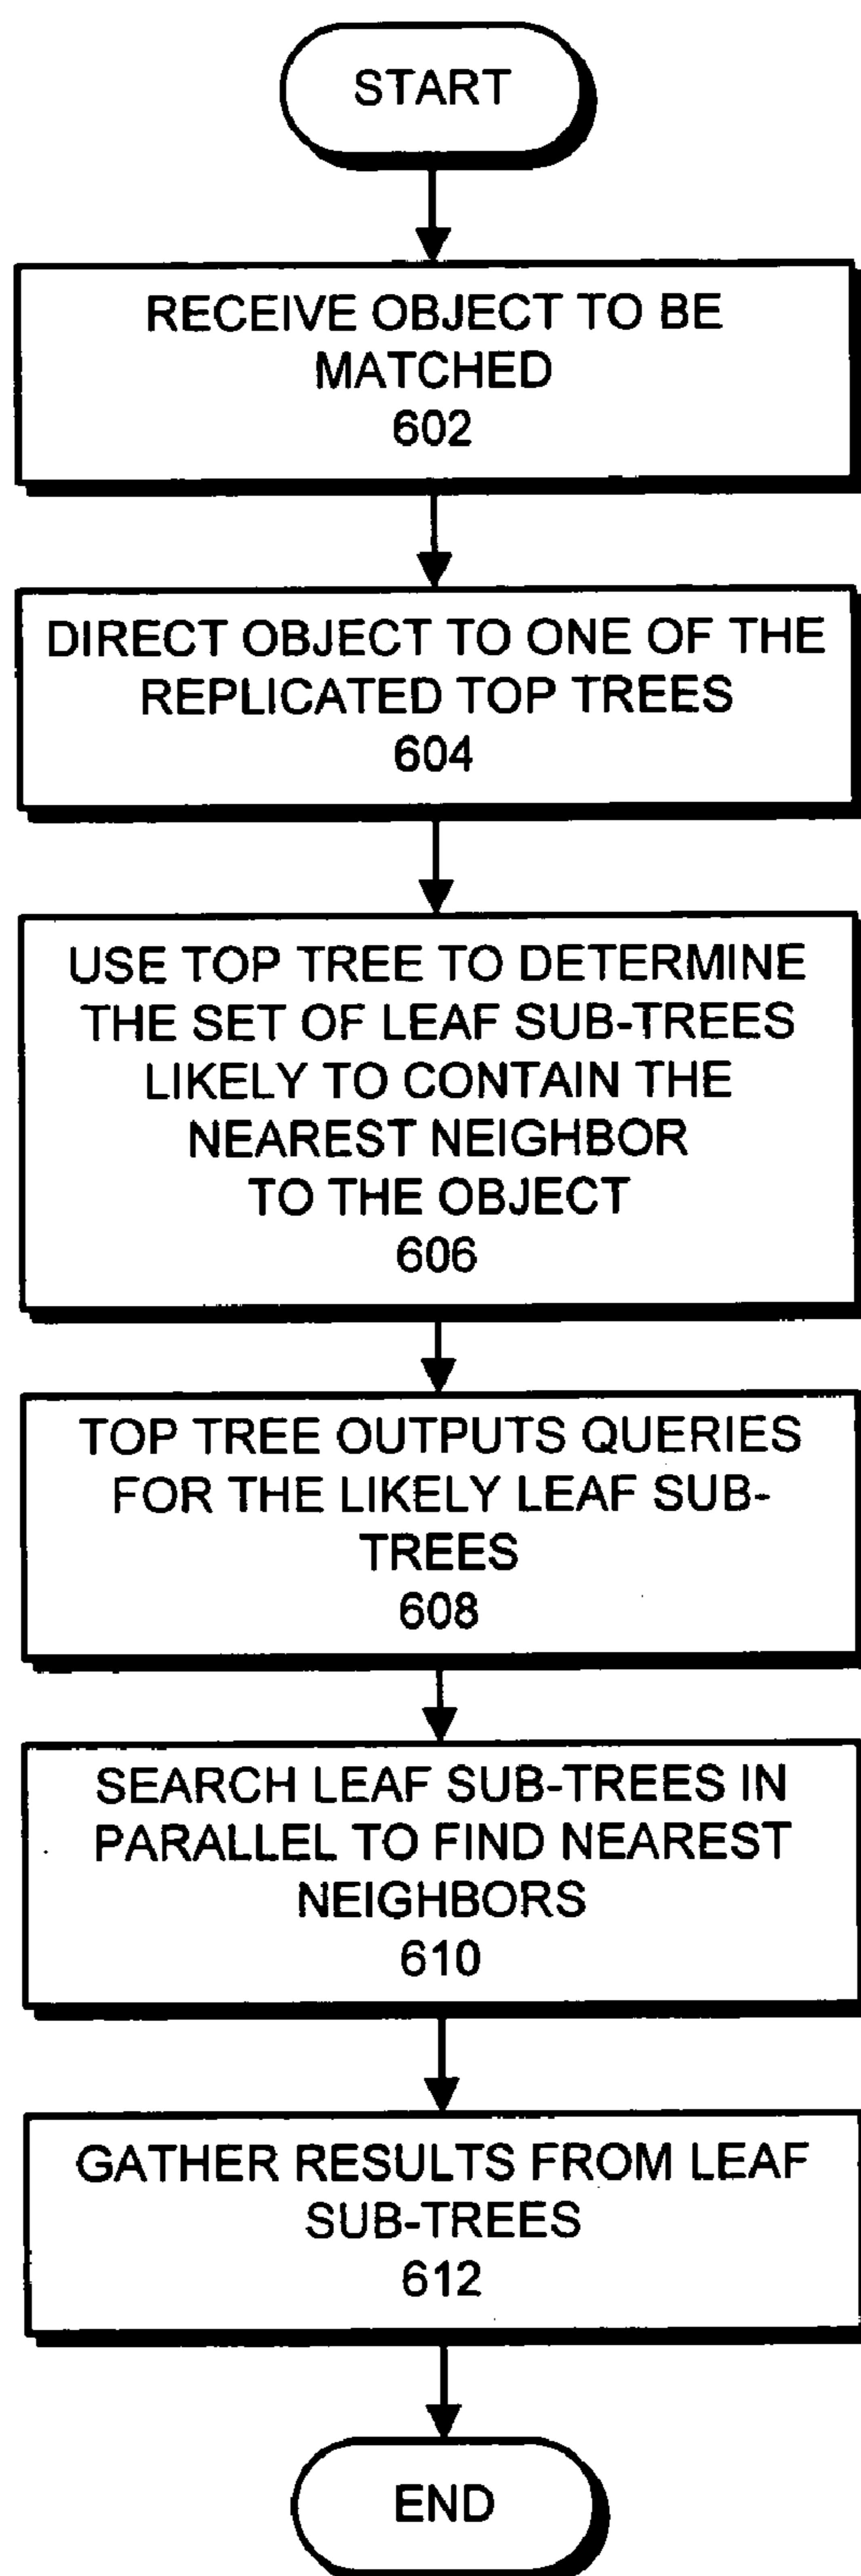 START
RECEIVE OBJECT TO BE
MATCHED
602
DIRECT OBJECT TO ONE OF THE
REPLICATED TOP TREES
604
USE TOP TREE TO DETERMINE
THE SET OF LEAF SUB-TREES
LIKELY TO CONTAIN THE
NEAREST NEIGHBOR
TO THE OBJECT
606
TOP TREE OUTPUTS QUERIES
FOR THE LIKELY LEAF SUB-
TREES
608
SEARCH LEAF SUB-TREES IN
PARALLEL TO FIND NEAREST
NEIGHBORS
610
GATHER RESULTS FROM LEAF
SUB-TREES
612
END